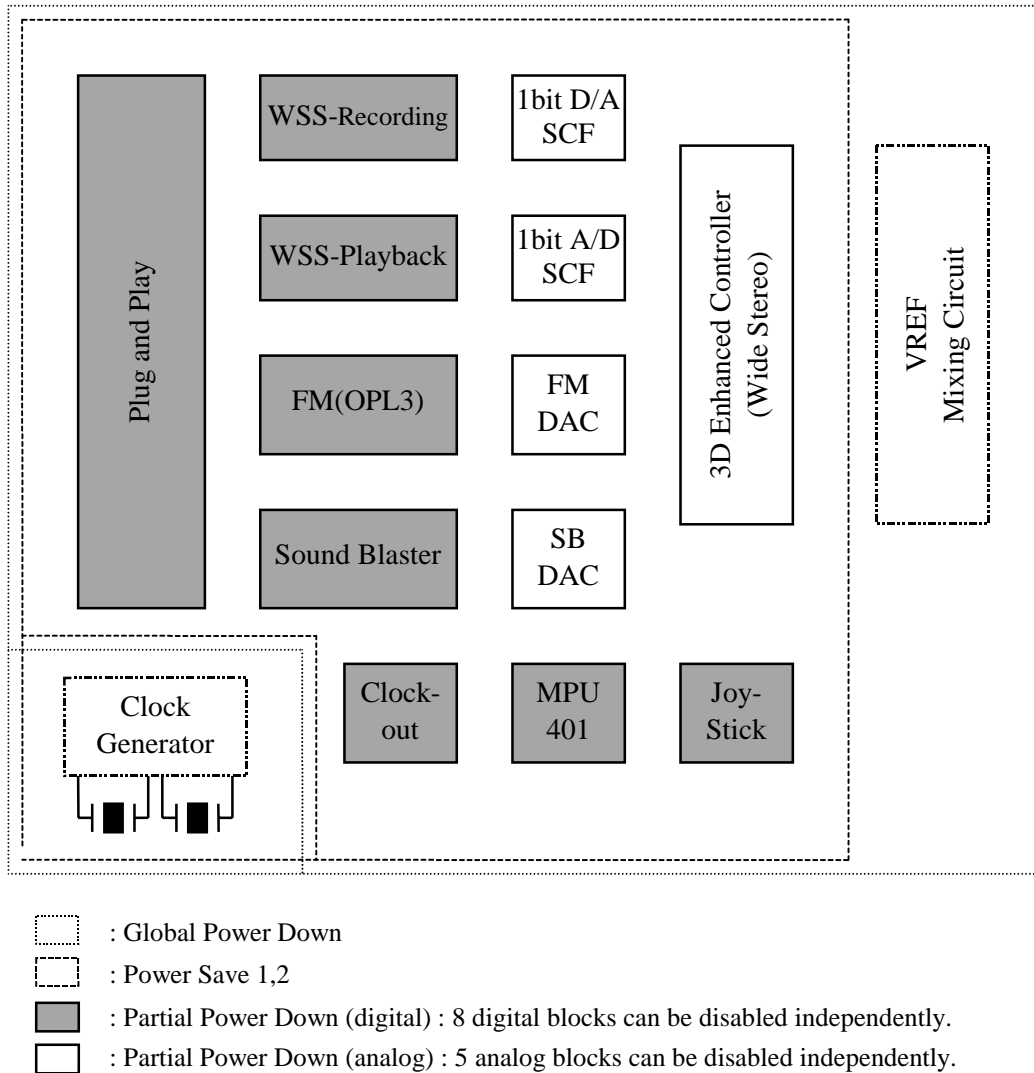 Plug and Play
WSS-Recording
1bit D/A
SCF
WSS-Playback
1bit A/D
SCF
FM(OPL3)
FM
DAC
Sound Blaster
SB
DAC
3D Enhanced Controller
(Wide Stereo)
VREF
Mixing Circuit
Clock
Generator
Clock-
out
MPU
401
Joy-
Stick
: Global Power Down
: Power Save 1,2
: Partial Power Down (digital) : 8 digital blocks can be disabled independently.
: Partial Power Down (analog) : 5 analog blocks can be disabled independently.